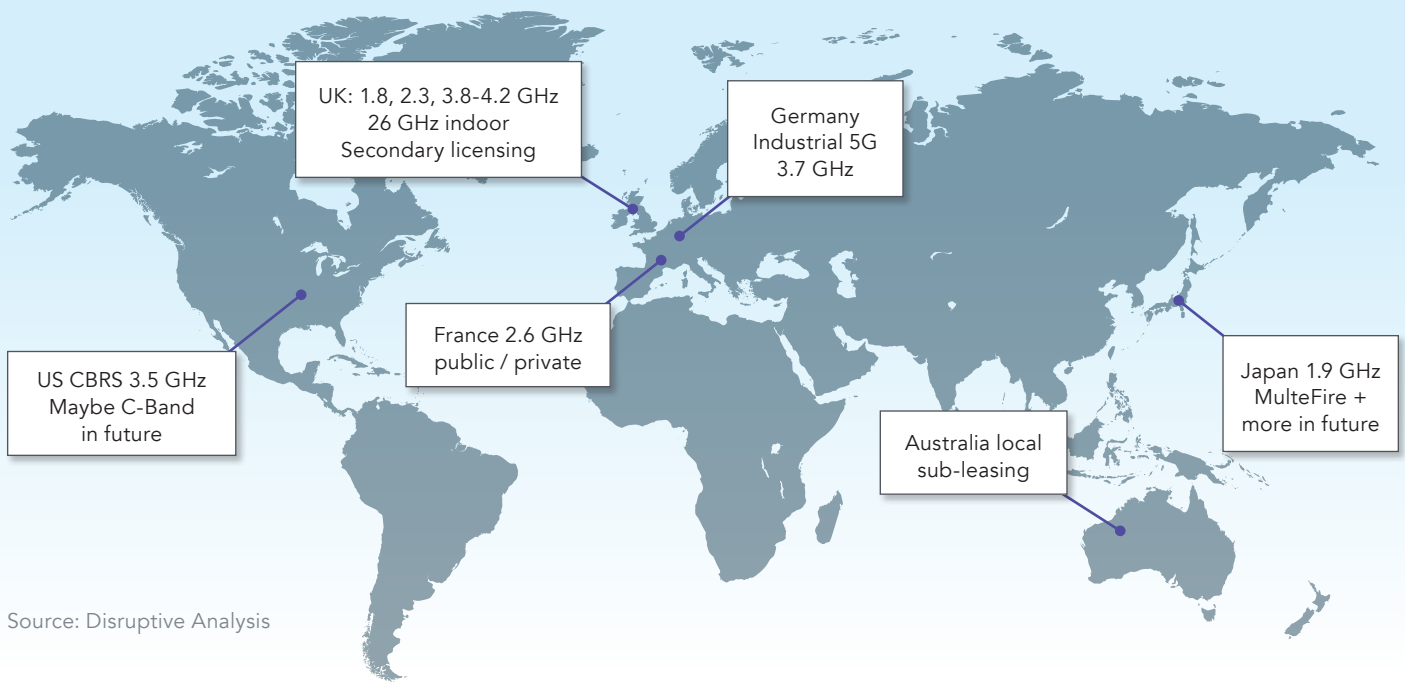 UK: 1.8, 2.3, 3.8-4.2 GHz
26 GHz indoor
Secondary licensing
Germany
Industrial 5G
3.7 GHz
France 2.6 GHz
public / private
US CBRS 3.5 GHz
Maybe C-Band
in future
Japan 1.9 GHz
MulteFire +
more in future
Australia local
sub-leasing
Source: Disruptive Analysis